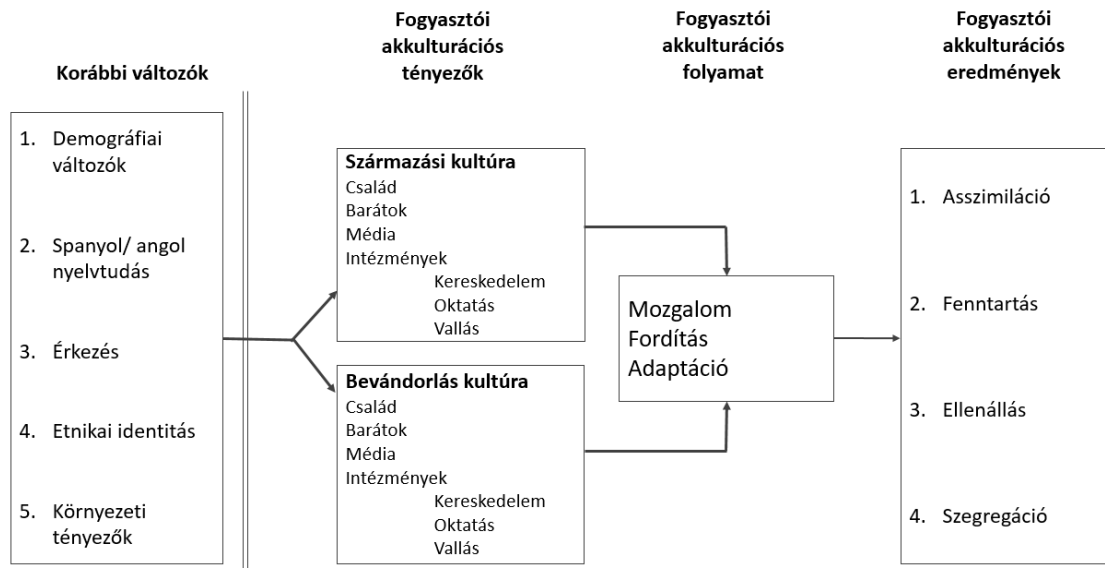 Korábbi változók
1. Demográfiai
változók
2. Spanyol/ angol
nyelvtudás
3. Érkezés
4. Etnikai identitás
5. Környezeti
tényezők
Fogyasztói
akkulturációs
tényezők
Származási kultúra
Család
Barátok
Média
Intézmények
Kereskedelem
Oktatás
Vallás
Bevándorlás kultúra
Család
Barátok
Média
Intézmények
Kereskedelem
Oktatás
Vallás
Fogyasztói
akkulturációs
folyamat
Mozgalom
Fordítás
Adaptáció
Fogyasztói
akkulturációs
eredmények
1. Asszimiláció
2. Fenntartás
3. Ellenállás
4. Szegregáció